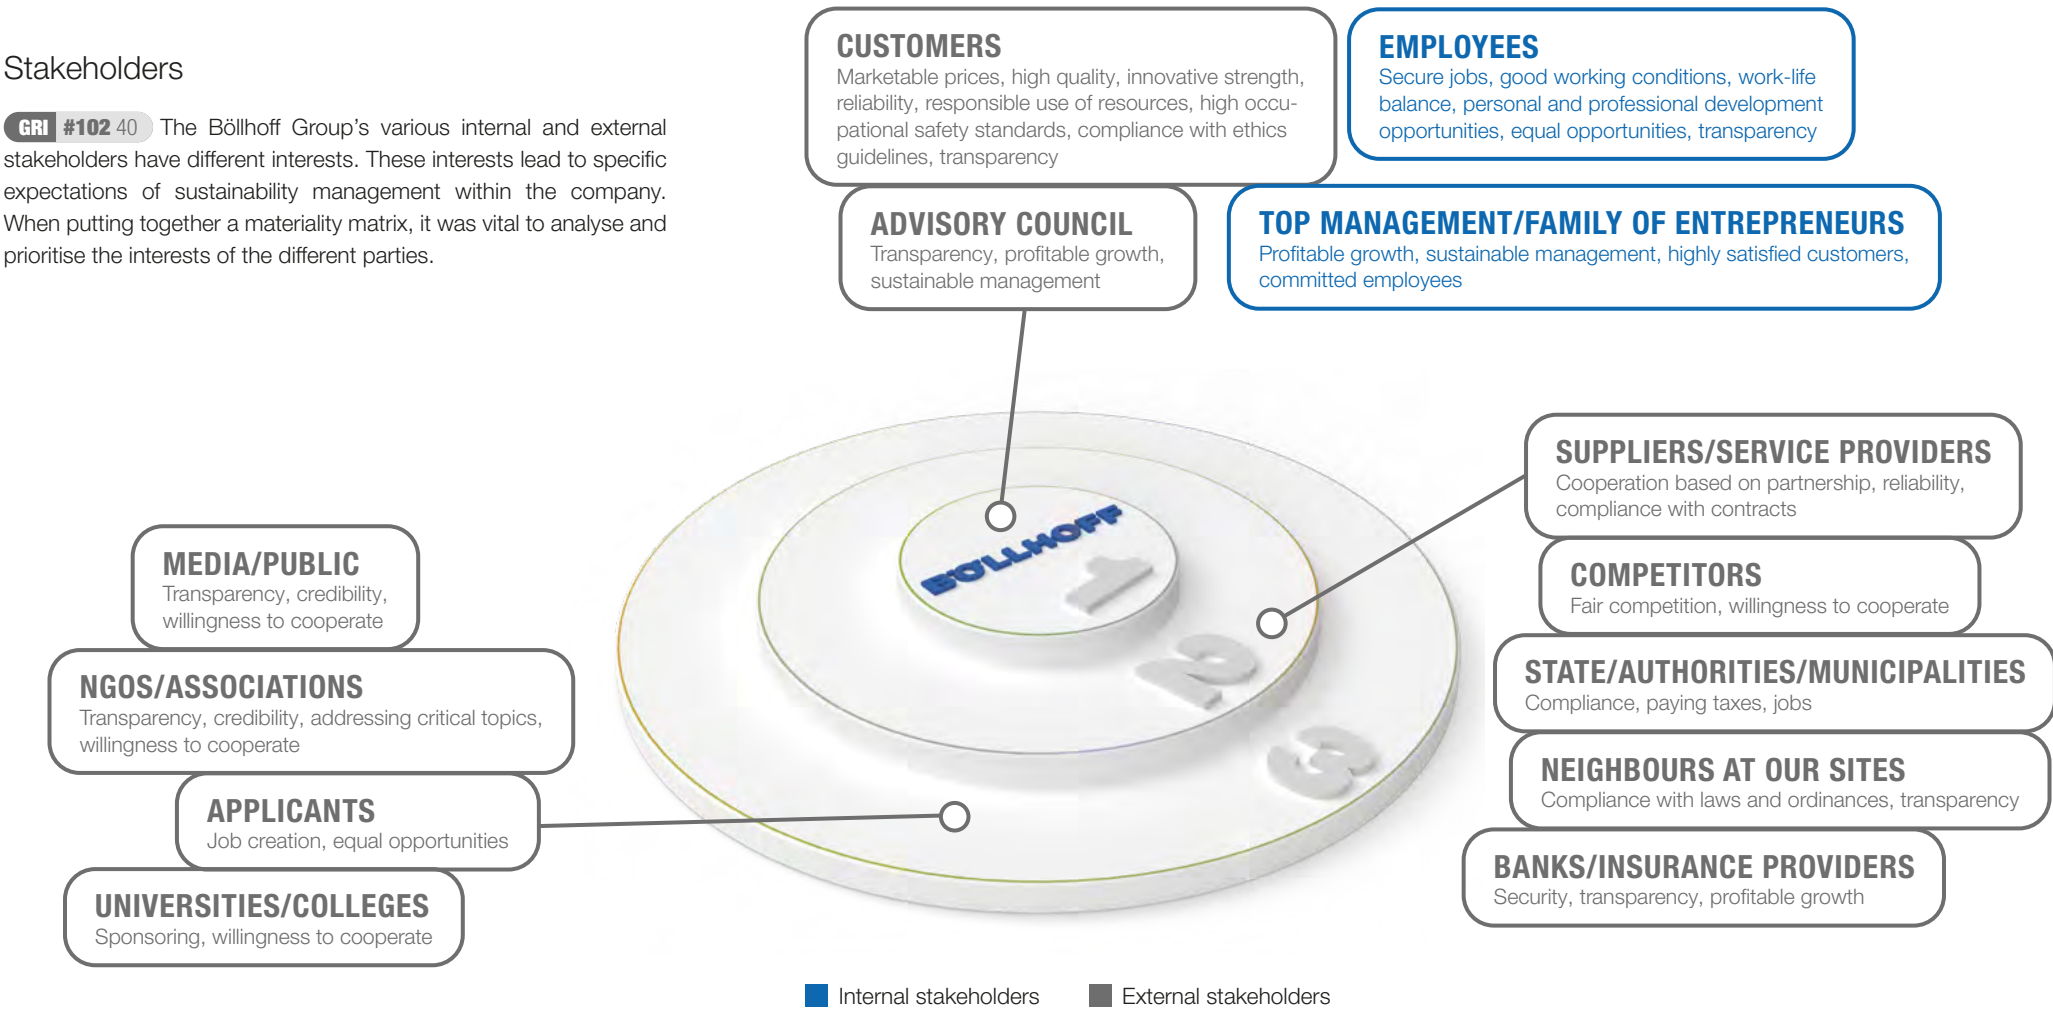 Stakeholders
GRI #102 40 The Böllhoff Group's various internal and external
stakeholders have different interests. These interests lead to specific
expectations of sustainability management within the company.
When putting together a materiality matrix, it was vital to analyse and
prioritise the interests of the different parties.
CUSTOMERS
Marketable prices, high quality, innovative strength,
reliability, responsible use of resources, high occu-
pational safety standards, compliance with ethics
guidelines, transparency
EMPLOYEES
Secure jobs, good working conditions, work-life
balance, personal and professional development
opportunities, equal opportunities, transparency
ADVISORY COUNCIL
Transparency, profitable growth,
sustainable management
TOP MANAGEMENT/FAMILY OF ENTREPRENEURS
Profitable growth, sustainable management, highly satisfied customers,
committed employees
BÖLLHOFF
1
2
3
SUPPLIERS/SERVICE PROVIDERS
Cooperation based on partnership, reliability,
compliance with contracts
COMPETITORS
Fair competition, willingness to cooperate
STATE/AUTHORITIES/MUNICIPALITIES
Compliance, paying taxes, jobs
NEIGHBOURS AT OUR SITES
Compliance with laws and ordinances, transparency
BANKS/INSURANCE PROVIDERS
Security, transparency, profitable growth
MEDIA/PUBLIC
Transparency, credibility,
willingness to cooperate
NGOS/ASSOCIATIONS
Transparency, credibility, addressing critical topics,
willingness to cooperate
APPLICANTS
Job creation, equal opportunities
UNIVERSITIES/COLLEGES
Sponsoring, willingness to cooperate
Internal stakeholders
External stakeholders